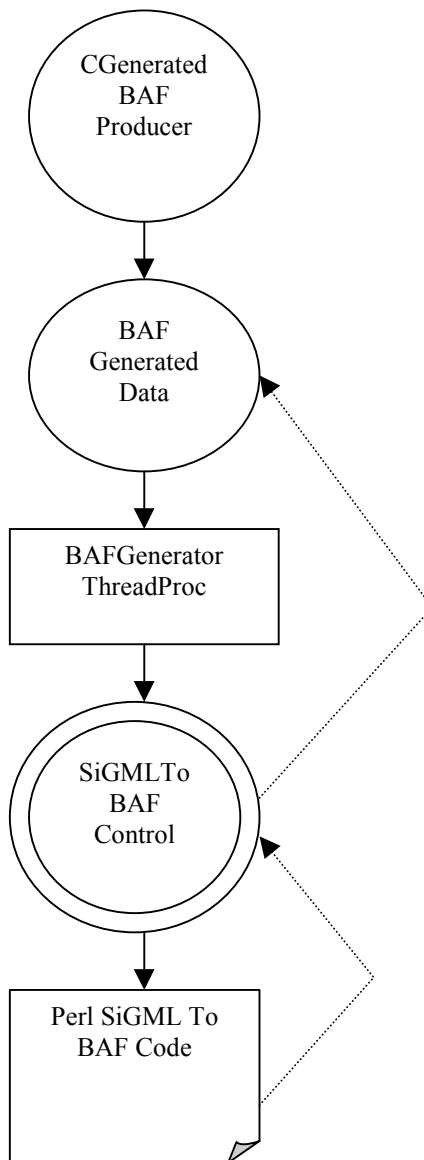 CGenerated
BAF
Producer
BAF
Generated
Data
BAFGenerator
ThreadProc
SiGMLTo
BAF
Control
Perl SiGML To
BAF Code